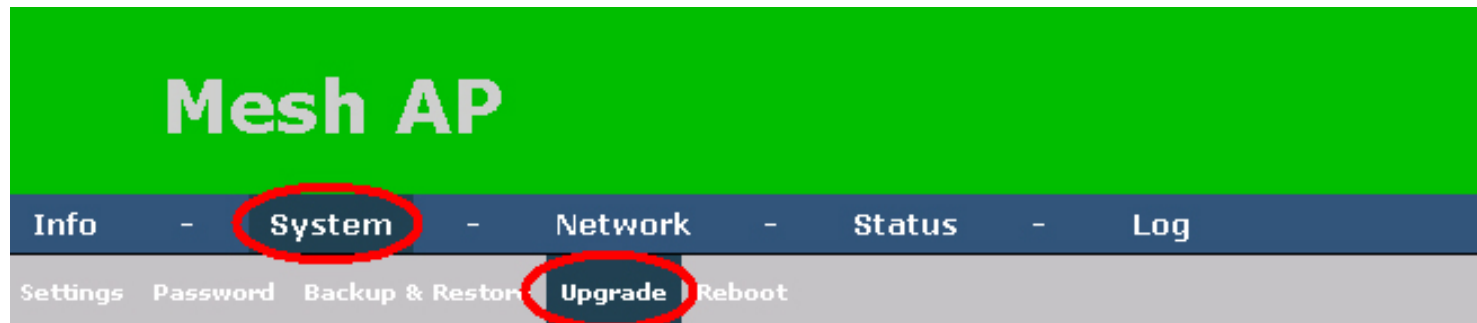 Mesh AP
Info - System - Network - Status - Log
Settings Password Backup & Restore Upgrade Reboot